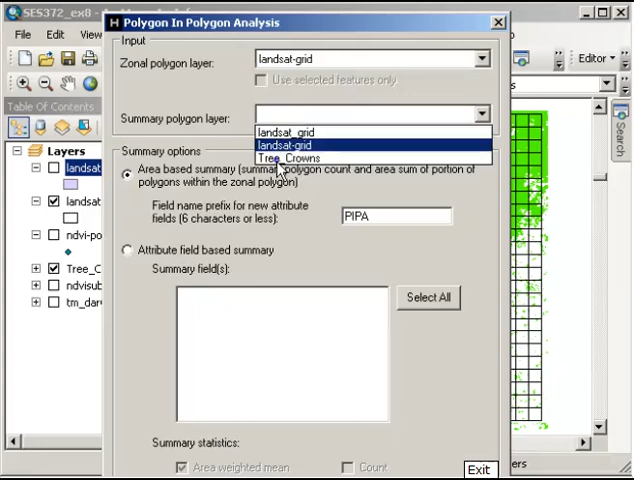 SES372_ex8
H Polygon In Polygon Analysis
File
Input
Zonal polygon layer:
landsat-grid
Use selected features only
Editor
Table Of Contents
Summary polygon layer:
landsat_grid
landsat-grid
Tree_Crowns
Search
Layers
landsat
landsat
ndvi-po
Tree_C
ndvisub
tm_dar
Summary options
Area based summary (summary polygon count and area sum of portion of
polygons within the zonal polygon)
Field name prefix for new attribute
fields (6 characters or less):
PIPA
Attribute field based summary
Summary field(s):
Select All
Summary statistics:
Area weighted mean
Count
Exit
ers